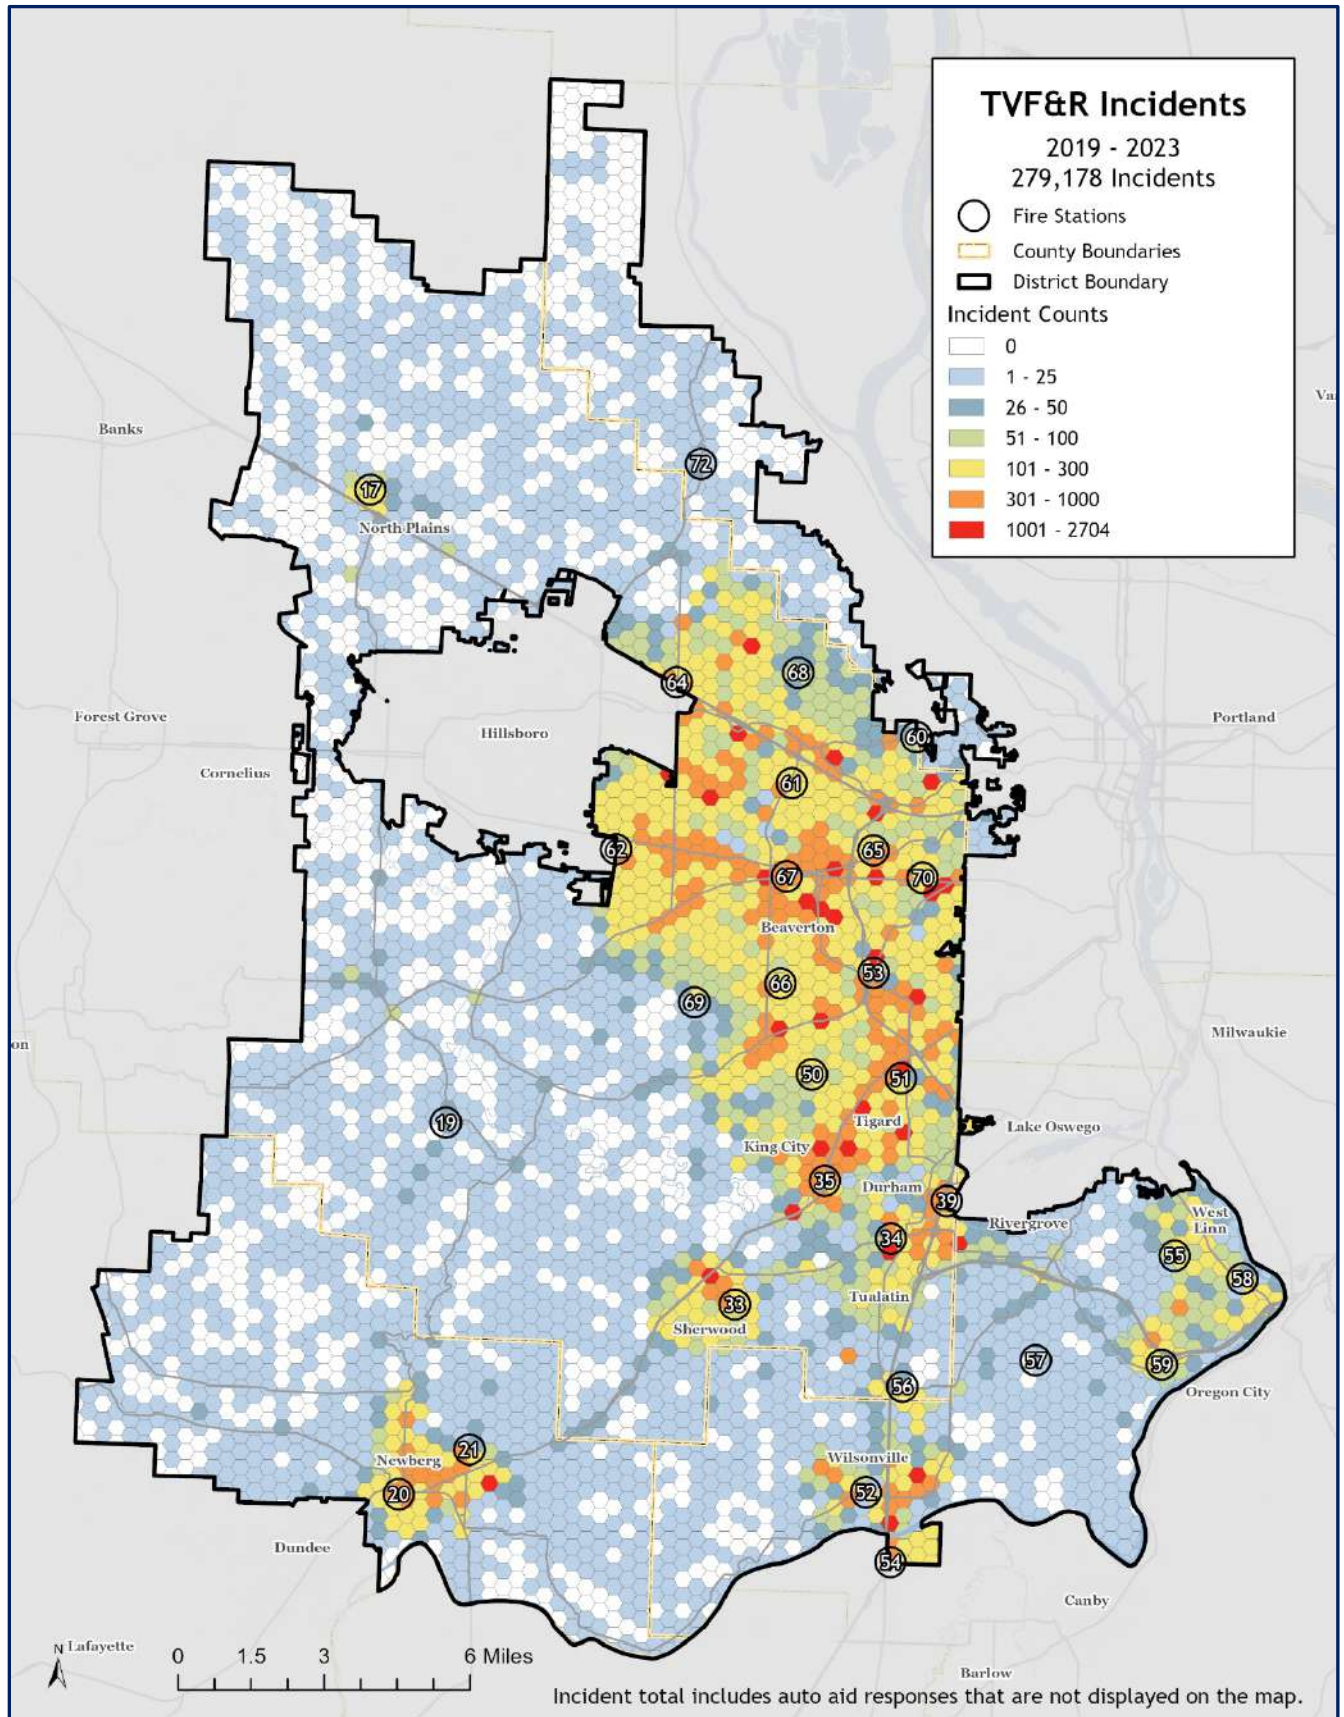 TVF&R Incidents
2019 - 2023
279,178 Incidents
Fire Stations
County Boundaries
District Boundary
Incident Counts
0
1 - 25
26 - 50
51 - 100
101 - 300
301 - 1000
1001 - 2704
Va
Banks
72
17
North Plains
68
64
Forest Grove
Portland
Hillsboro
60
Cornelius
61
62
65
67
70
Beaverton
53
66
69
Milwaukie
on
50
51
19
Tigard
Lake Oswego
King City
35
Durham
39
West
Linn
Rivergrove
34
55
58
Tualatin
33
Sherwood
57
59
56
Oregon City
21
Newberg
Wilsonville
20
52
Dundee
54
Canby
N
Lafayette
0 1.5 3 6 Miles
Barlow
Incident total includes auto aid responses that are not displayed on the map.